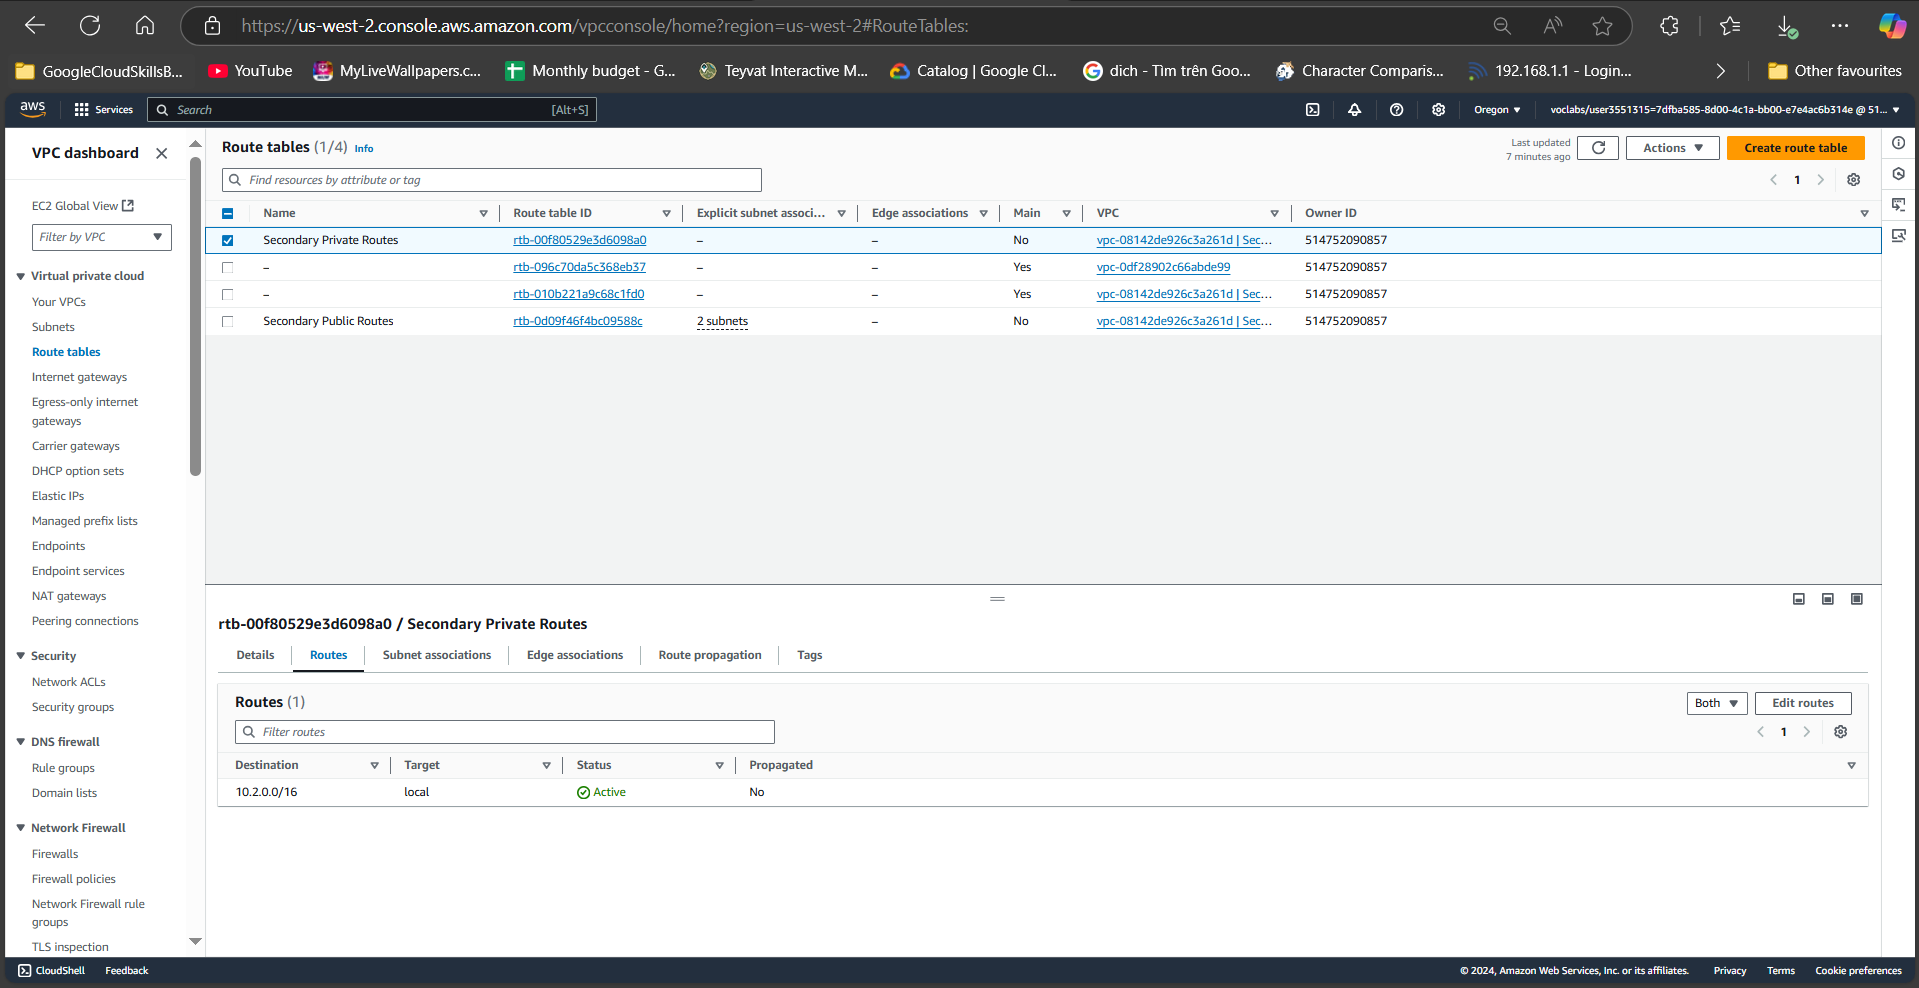 https://us-west-2.console.aws.amazon.com/vpcconsole/home?region=us-west-2#RouteTables:
GoogleCloudSkillsB... YouTube MyLiveWallpapers.c... Monthly budget - G... Teyvat Interactive M... Catalog | Google Cl... dich - Tìm trên Goo... Character Comparis... 192.168.1.1 - Login... Other favourites
aws Services Search [Alt+S] Oregon voclabs/user3551315=7dfba585-8d00-4c1a-bb00-e7e4ac6b314e @ 51...
VPC dashboard
EC2 Global View
Filter by VPC
Virtual private cloud
Your VPCs
Subnets
Route tables
Internet gateways
Egress-only internet
gateways
Carrier gateways
DHCP option sets
Elastic IPs
Managed prefix lists
Endpoints
Endpoint services
NAT gateways
Peering connections
Security
Network ACLs
Security groups
DNS firewall
Rule groups
Domain lists
Network Firewall
Firewalls
Firewall policies
Network Firewall rule
groups
TLS inspection
Route tables (1/4) Info
Last updated
7 minutes ago
Actions
Create route table
Find resources by attribute or tag
1
Name Route table ID Explicit subnet associ... Edge associations Main VPC Owner ID
Secondary Private Routes rtb-00f80529e3d6098a0 – – No vpc-08142de926c3a261d | Sec... 514752090857
– rtb-096c70da5c368eb37 – – Yes vpc-0df28902c66abde99 514752090857
– rtb-010b221a9c68c1fd0 – – Yes vpc-08142de926c3a261d | Sec... 514752090857
Secondary Public Routes rtb-0d09f46f4bc09588c 2 subnets – No vpc-08142de926c3a261d | Sec... 514752090857
rtb-00f80529e3d6098a0 / Secondary Private Routes
Details Routes Subnet associations Edge associations Route propagation Tags
Routes (1)
Both
Edit routes
Filter routes
1
Destination Target Status Propagated
10.2.0.0/16 local Active No
CloudShell Feedback © 2024, Amazon Web Services, Inc. or its affiliates. Privacy Terms Cookie preferences